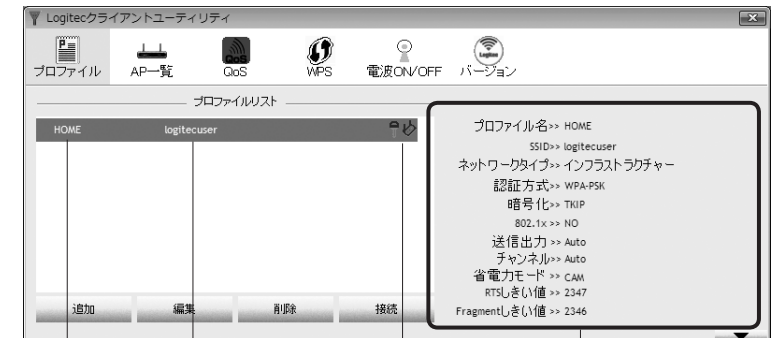 Logitecクライアントユーティリティ
プロファイル AP一覧 QoS WPS 電波ON/OFF バージョン
プロファイルリスト
HOME logitecuser
プロファイル名>> HOME
SSID>> logitecuser
ネットワークタイプ>> インフラストラクチャー
認証方式>> WPA-PSK
暗号化>> TKIP
802.1x >> NO
送信出力 >> Auto
チャンネル>> Auto
省電力モード >> CAM
RTSしきい値 >> 2347
Fragmentしきい値 >> 2346
追加 編集 削除 接続